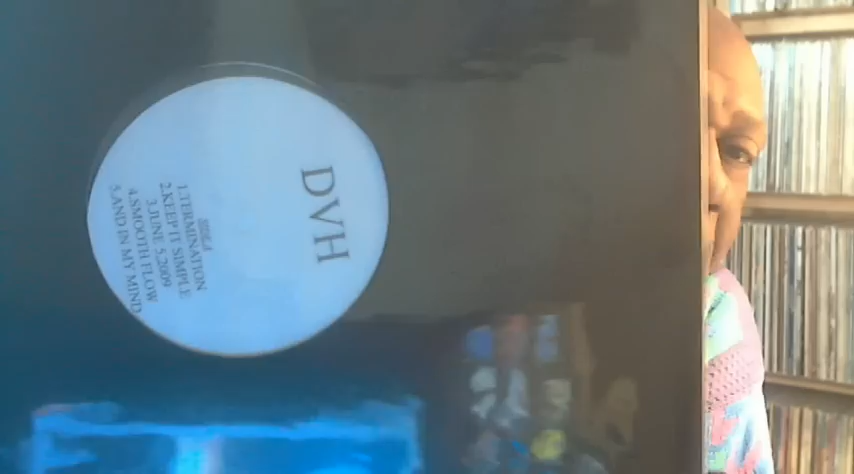 DVH
1.TERMINATION
2.KEEP IT SIMPLE
3.JUNE 5,2009
4.SMOOTH FLOW
5.AND IN MY MIND